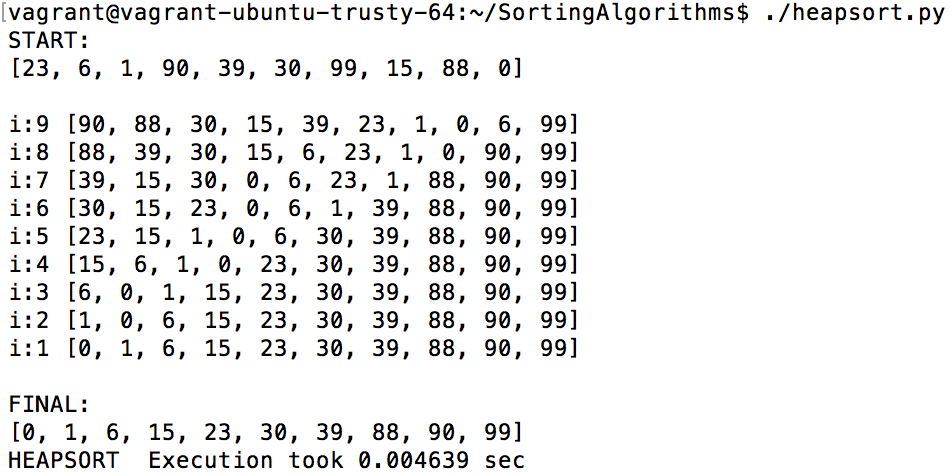 [vagrant@vagrant-ubuntu-trusty-64:~/SortingAlgorithms$ ./heapsort.py
START:
[23, 6, 1, 90, 39, 30, 99, 15, 88, 0]
i:9 [90, 88, 30, 15, 39, 23, 1, 0, 6, 99]
i:8 [88, 39, 30, 15, 6, 23, 1, 0, 90, 99]
i:7 [39, 15, 30, 0, 6, 23, 1, 88, 90, 99]
i:6 [30, 15, 23, 0, 6, 1, 39, 88, 90, 99]
i:5 [23, 15, 1, 0, 6, 30, 39, 88, 90, 99]
i:4 [15, 6, 1, 0, 23, 30, 39, 88, 90, 99]
i:3 [6, 0, 1, 15, 23, 30, 39, 88, 90, 99]
i:2 [1, 0, 6, 15, 23, 30, 39, 88, 90, 99]
i:1 [0, 1, 6, 15, 23, 30, 39, 88, 90, 99]
FINAL:
[0, 1, 6, 15, 23, 30, 39, 88, 90, 99]
HEAPSORT  Execution took 0.004639 sec